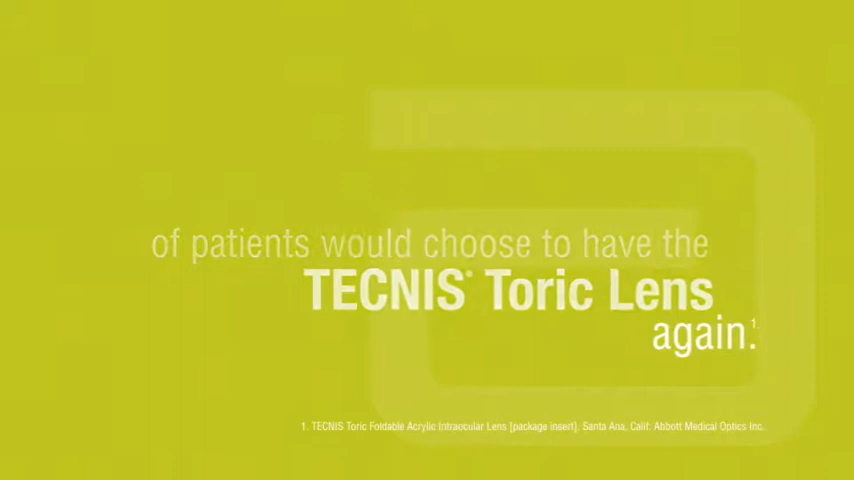 of patients would choose to have the
TECNIS® Toric Lens
again.1
1. TECNIS Toric Foldable Acrylic Intraocular Lens [package insert]. Santa Ana, Calif: Abbott Medical Optics Inc.